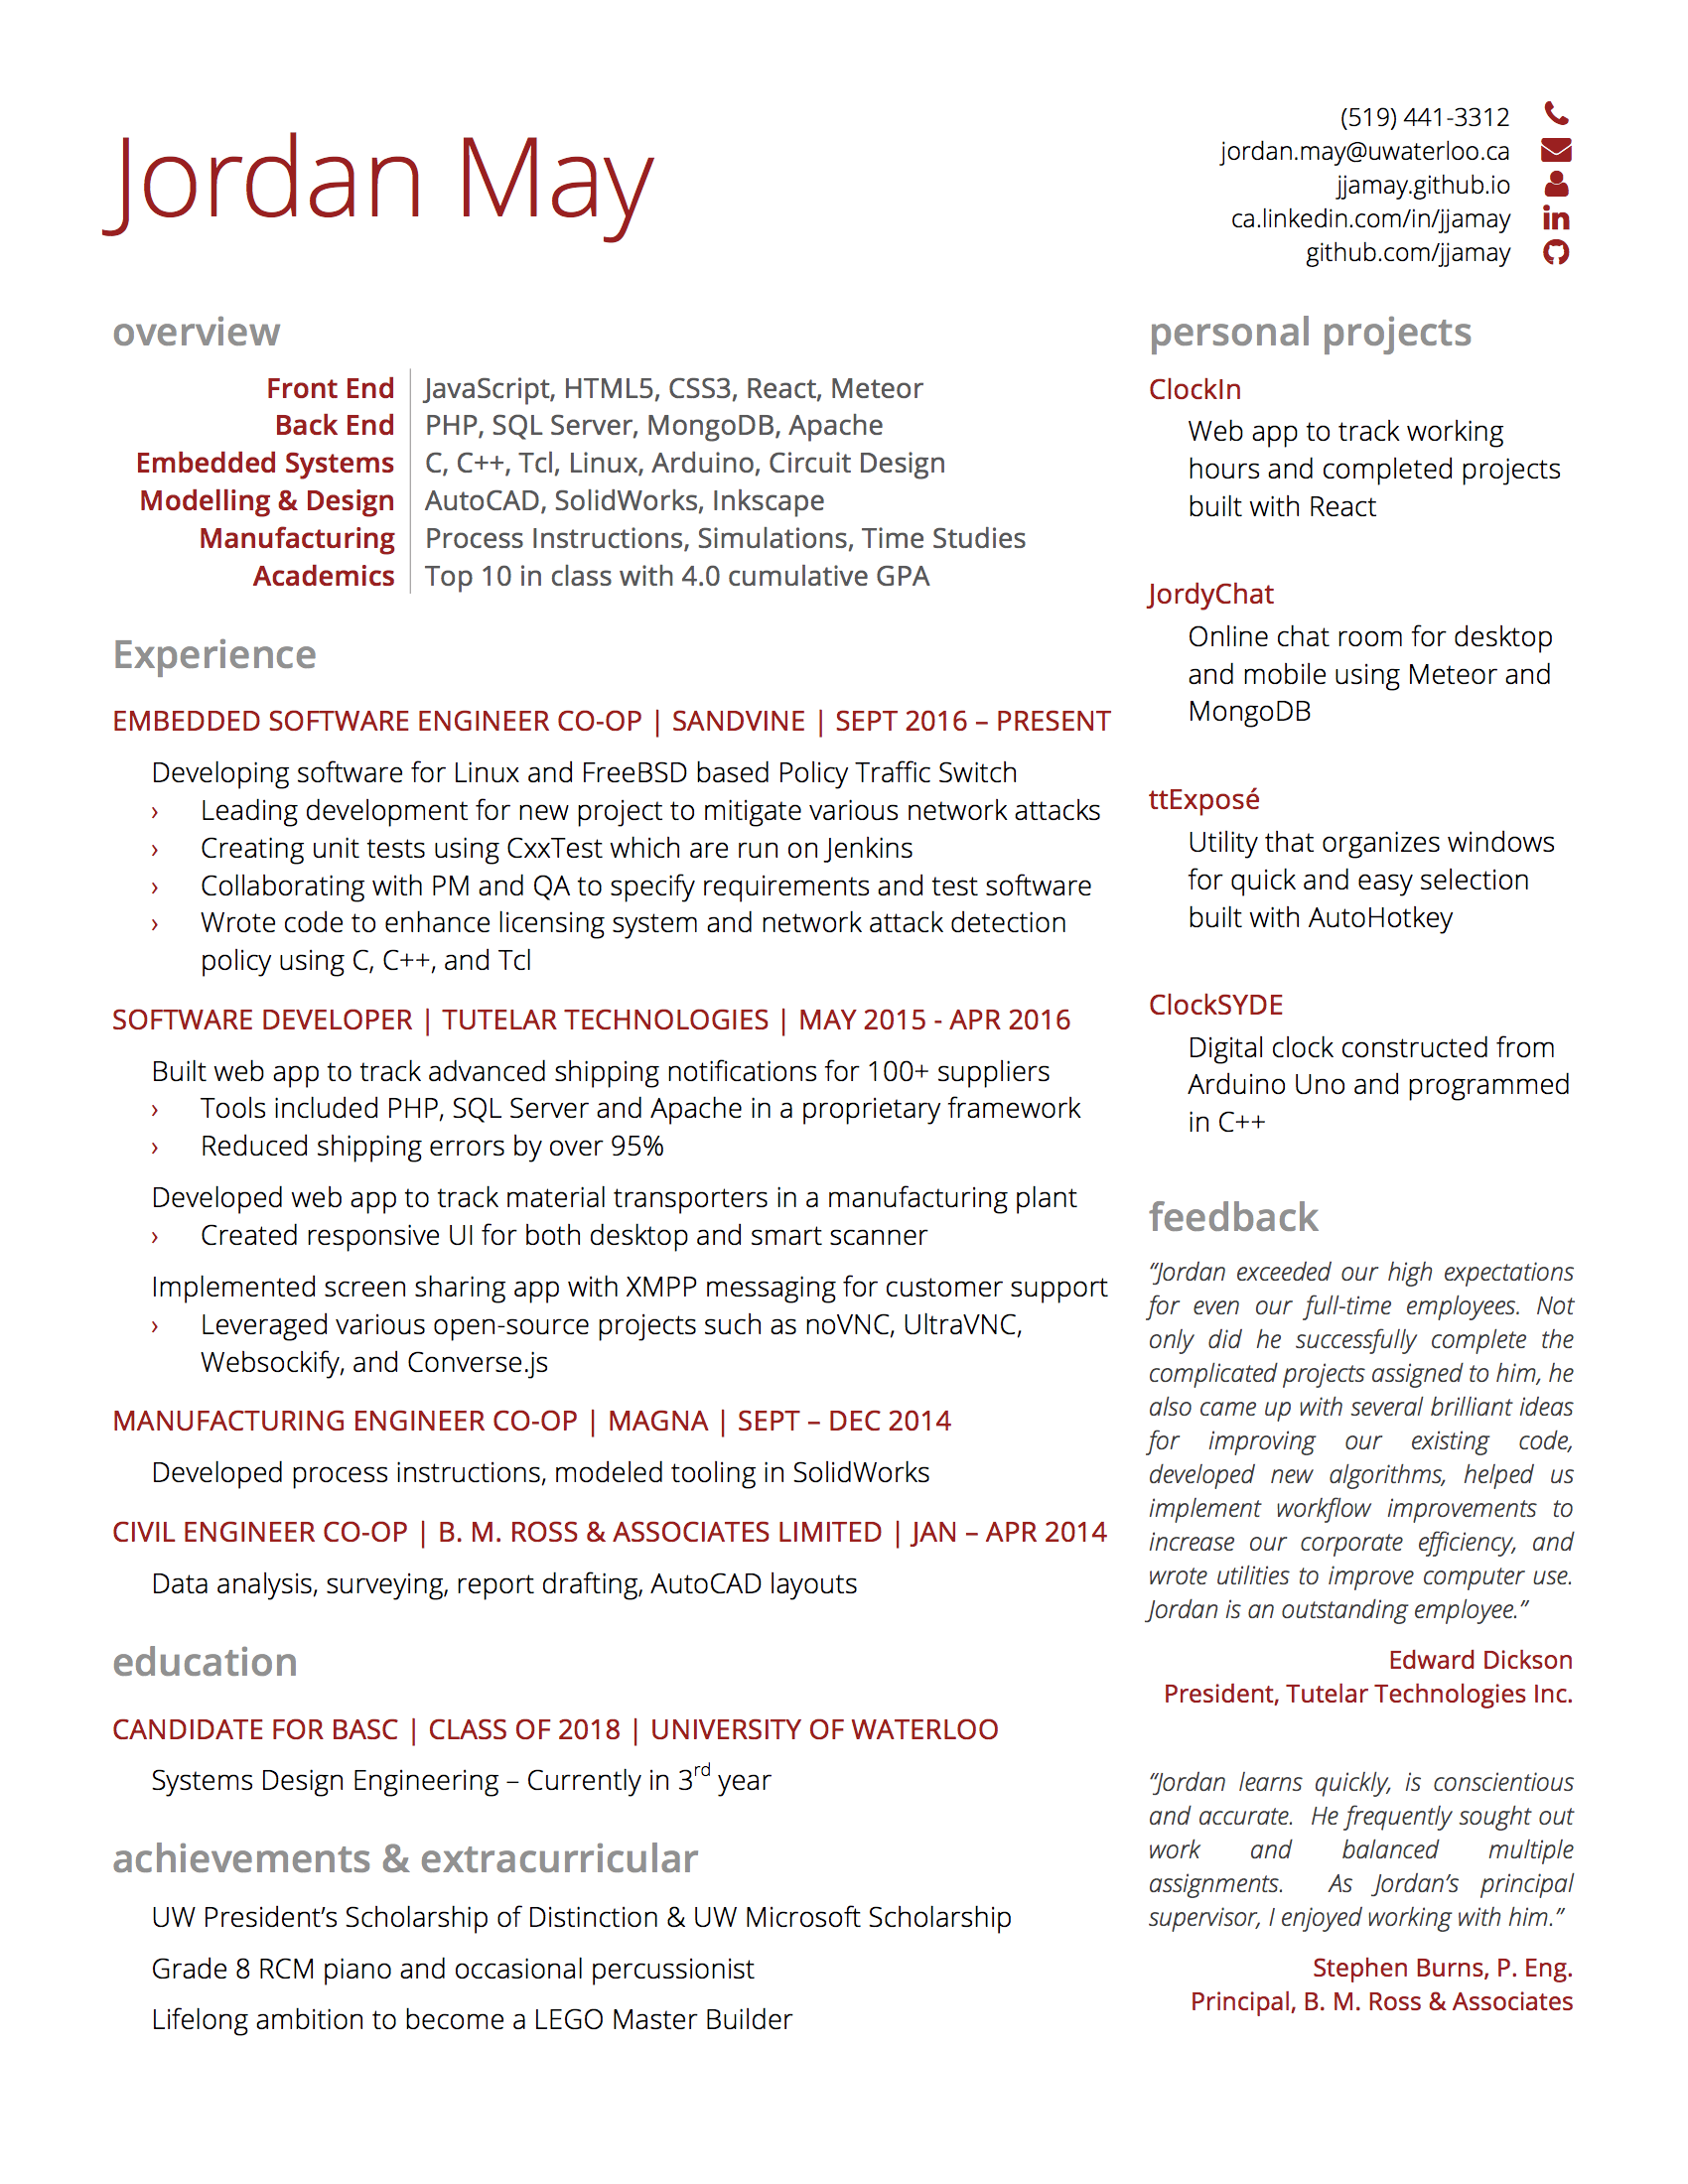 Jordan May
(519) 441-3312
jordan.may@uwaterloo.ca
jjamay.github.io
ca.linkedin.com/in/jjamay
github.com/jjamay
overview
Front End JavaScript, HTML5, CSS3, React, Meteor
Back End PHP, SQL Server, MongoDB, Apache
Embedded Systems C, C++, Tcl, Linux, Arduino, Circuit Design
Modelling & Design AutoCAD, SolidWorks, Inkscape
Manufacturing Process Instructions, Simulations, Time Studies
Academics Top 10 in class with 4.0 cumulative GPA
Experience
EMBEDDED SOFTWARE ENGINEER CO-OP | SANDVINE | SEPT 2016 – PRESENT
Developing software for Linux and FreeBSD based Policy Traffic Switch
› Leading development for new project to mitigate various network attacks
› Creating unit tests using CxxTest which are run on Jenkins
› Collaborating with PM and QA to specify requirements and test software
› Wrote code to enhance licensing system and network attack detection
policy using C, C++, and Tcl
SOFTWARE DEVELOPER | TUTELAR TECHNOLOGIES | MAY 2015 - APR 2016
Built web app to track advanced shipping notifications for 100+ suppliers
› Tools included PHP, SQL Server and Apache in a proprietary framework
› Reduced shipping errors by over 95%
Developed web app to track material transporters in a manufacturing plant
› Created responsive UI for both desktop and smart scanner
Implemented screen sharing app with XMPP messaging for customer support
› Leveraged various open-source projects such as noVNC, UltraVNC,
Websockify, and Converse.js
MANUFACTURING ENGINEER CO-OP | MAGNA | SEPT – DEC 2014
Developed process instructions, modeled tooling in SolidWorks
CIVIL ENGINEER CO-OP | B. M. ROSS & ASSOCIATES LIMITED | JAN – APR 2014
Data analysis, surveying, report drafting, AutoCAD layouts
education
CANDIDATE FOR BASC | CLASS OF 2018 | UNIVERSITY OF WATERLOO
Systems Design Engineering – Currently in 3rd year
achievements & extracurricular
UW President’s Scholarship of Distinction & UW Microsoft Scholarship
Grade 8 RCM piano and occasional percussionist
Lifelong ambition to become a LEGO Master Builder
personal projects
ClockIn
Web app to track working
hours and completed projects
built with React
JordyChat
Online chat room for desktop
and mobile using Meteor and
MongoDB
ttExposé
Utility that organizes windows
for quick and easy selection
built with AutoHotkey
ClockSYDE
Digital clock constructed from
Arduino Uno and programmed
in C++
feedback
“Jordan exceeded our high expectations
for even our full-time employees. Not
only did he successfully complete the
complicated projects assigned to him, he
also came up with several brilliant ideas
for improving our existing code,
developed new algorithms, helped us
implement workflow improvements to
increase our corporate efficiency, and
wrote utilities to improve computer use.
Jordan is an outstanding employee.”
Edward Dickson
President, Tutelar Technologies Inc.
“Jordan learns quickly, is conscientious
and accurate. He frequently sought out
work and balanced multiple
assignments. As Jordan’s principal
supervisor, I enjoyed working with him.”
Stephen Burns, P. Eng.
Principal, B. M. Ross & Associates